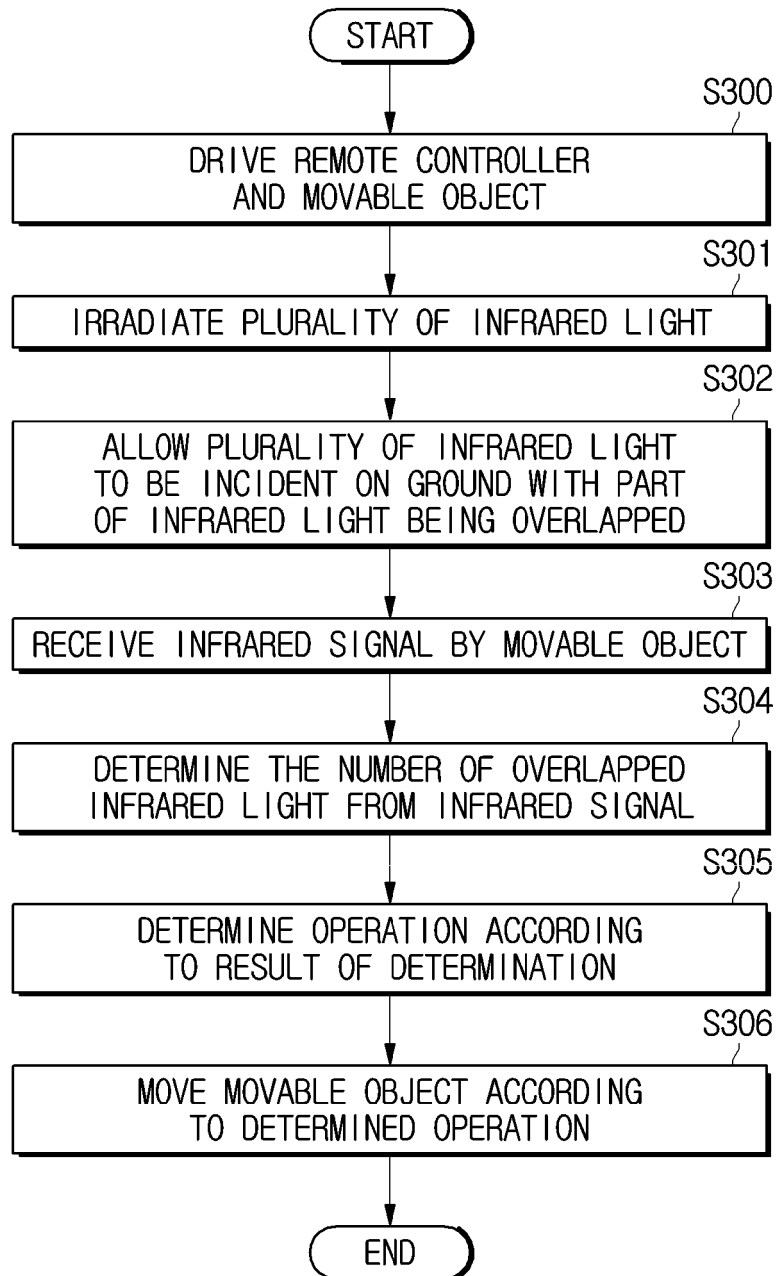 START
S300
DRIVE REMOTE CONTROLLER
AND MOVABLE OBJECT
S301
IRRADIATE PLURALITY OF INFRARED LIGHT
S302
ALLOW PLURALITY OF INFRARED LIGHT
TO BE INCIDENT ON GROUND WITH PART
OF INFRARED LIGHT BEING OVERLAPPED
S303
RECEIVE INFRARED SIGNAL BY MOVABLE OBJECT
S304
DETERMINE THE NUMBER OF OVERLAPPED
INFRARED LIGHT FROM INFRARED SIGNAL
S305
DETERMINE OPERATION ACCORDING
TO RESULT OF DETERMINATION
S306
MOVE MOVABLE OBJECT ACCORDING
TO DETERMINED OPERATION
END